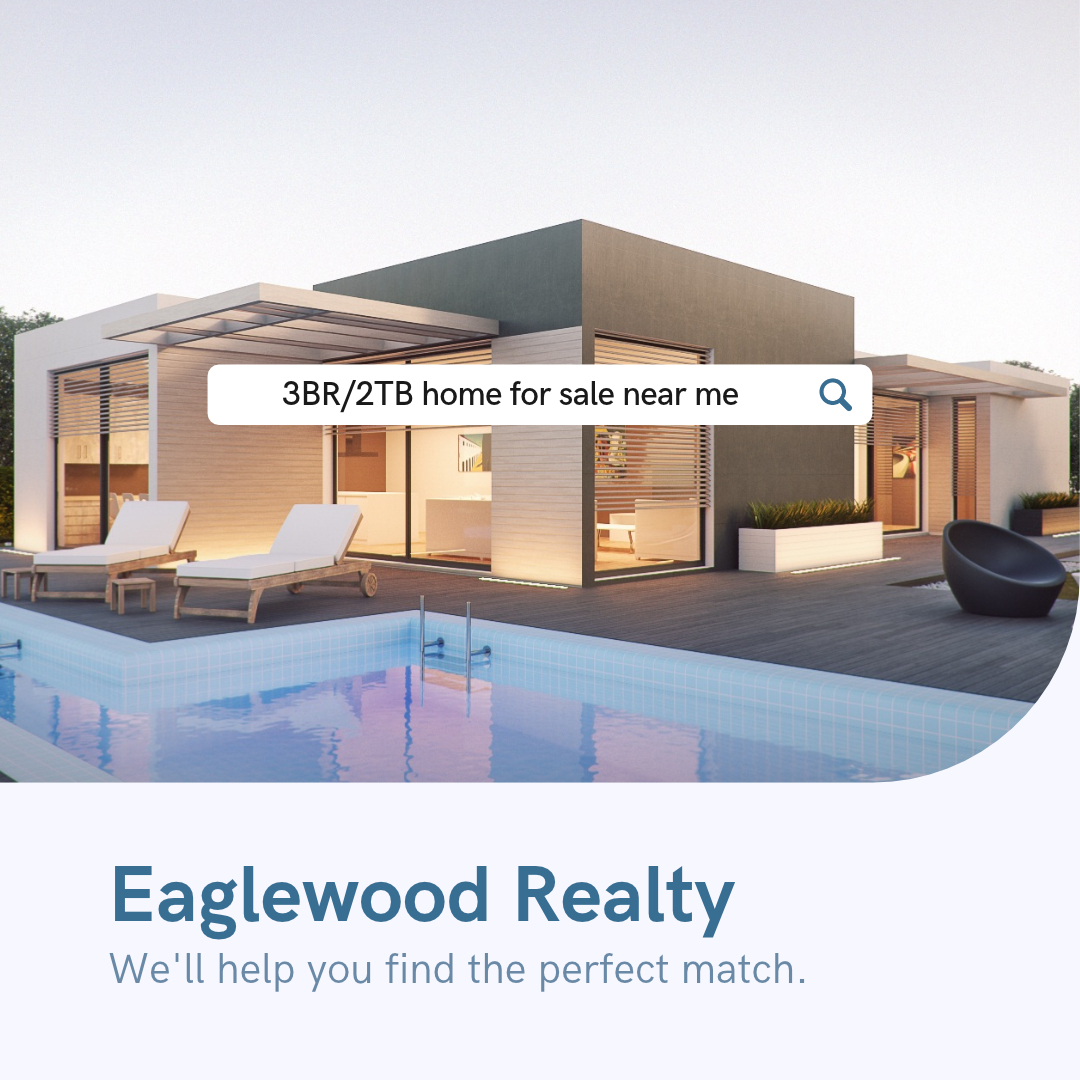 3BR/2TB home for sale near me
Eaglewood Realty
We'll help you find the perfect match.